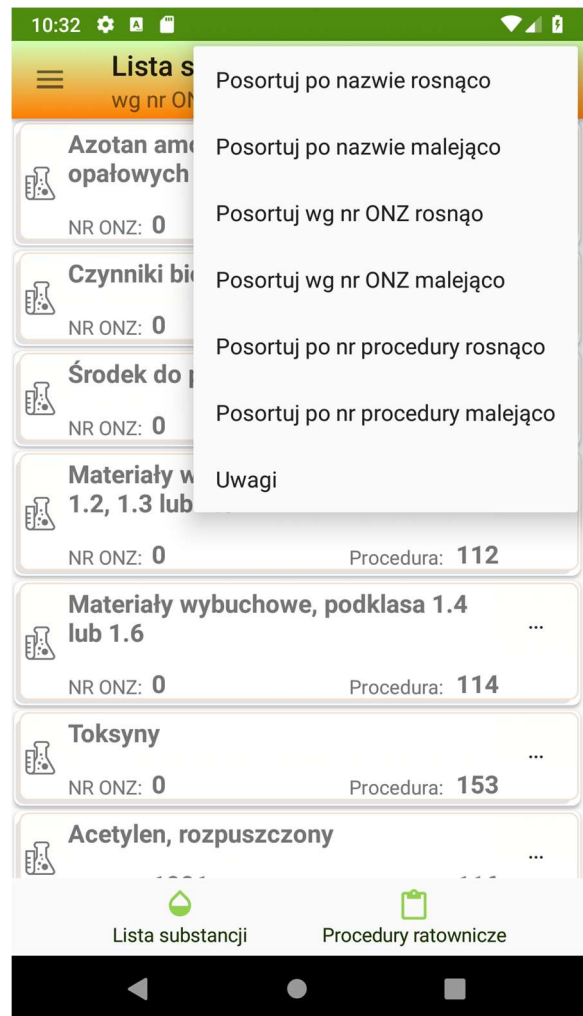 10:32
Lista s
wg nr ON
Posortuj po nazwie rosnąco
Posortuj po nazwie malejąco
Posortuj wg nr ONZ rosnąo
Posortuj wg nr ONZ malejąco
Posortuj po nr procedury rosnąco
Posortuj po nr procedury malejąco
Uwagi
Azotan amo
opałowych
NR ONZ: 0
Czynniki bio
NR ONZ: 0
Środek do p
NR ONZ: 0
Materiały w
1.2, 1.3 lub
NR ONZ: 0 Procedura: 112
Materiały wybuchowe, podklasa 1.4
lub 1.6
...
NR ONZ: 0 Procedura: 114
Toksyny
...
NR ONZ: 0 Procedura: 153
Acetylen, rozpuszczony
...
Lista substancji Procedury ratownicze